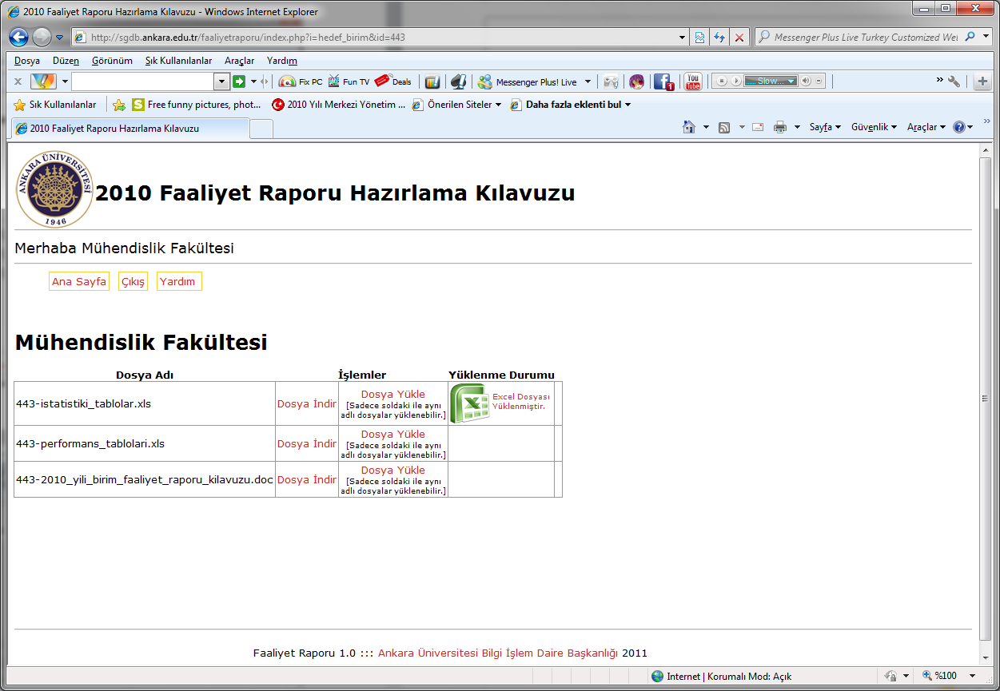 2010 Faaliyet Raporu Hazırlama Kılavuzu - Windows Internet Explorer
http://sgdb.ankara.edu.tr/faaliyetraporu/index.php?i=hedef_birim&id=443
Messenger Plus Live Turkey Customized Wel
Dosya Düzen Görünüm Sık Kullanılanlar Araçlar Yardım
Fix PC Fun TV Deals Messenger Plus! Live 1 You Tube Slow... »
Sık Kullanılanlar S Free funny pictures, phot... 2010 Yılı Merkezi Yönetim ... Önerilen Siteler Daha fazla eklenti bul
2010 Faaliyet Raporu Hazırlama Kılavuzu
Sayfa Güvenlik Araçlar »
ANKARA ÜNİVERSİTESİ
1946
2010 Faaliyet Raporu Hazırlama Kılavuzu
Merhaba Mühendislik Fakültesi
Ana Sayfa Çıkış Yardım
Mühendislik Fakültesi
Dosya Adı İşlemler Yüklenme Durumu
443-istatistiki_tablolar.xls Dosya İndir Dosya Yükle
[Sadece soldaki ile aynı
adlı dosyalar yüklenebilir.]
Excel Dosyası
Yüklenmiştir.
443-performans_tablolari.xls Dosya İndir Dosya Yükle
[Sadece soldaki ile aynı
adlı dosyalar yüklenebilir.]
443-2010_yili_birim_faaliyet_raporu_kilavuzu.doc Dosya İndir Dosya Yükle
[Sadece soldaki ile aynı
adlı dosyalar yüklenebilir.]
Faaliyet Raporu 1.0 ::: Ankara Üniversitesi Bilgi İşlem Daire Başkanlığı 2011
Internet | Korumalı Mod: Açık
%100